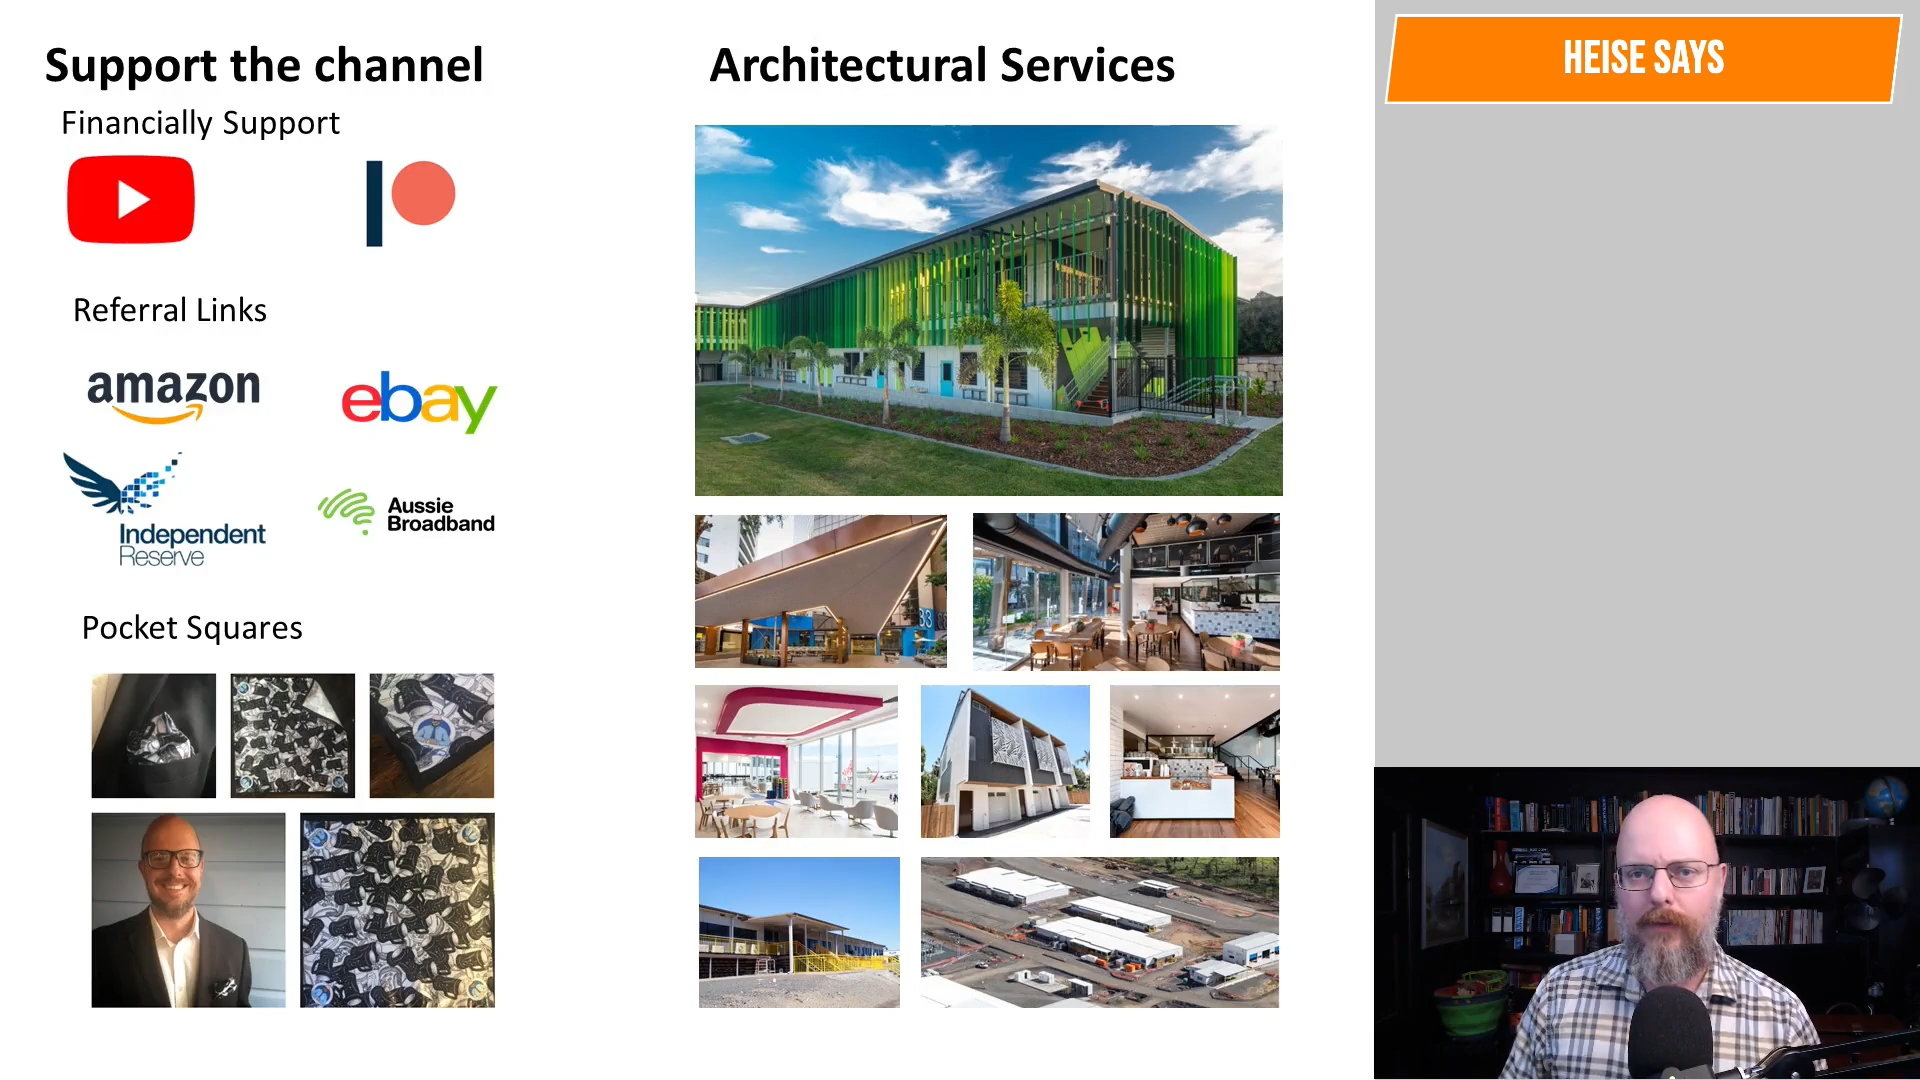 Support the channel
Financially Support
Referral Links
amazon
ebay
Independent
Reserve
Aussie
Broadband
Pocket Squares
Architectural Services
33
HEISE SAYS